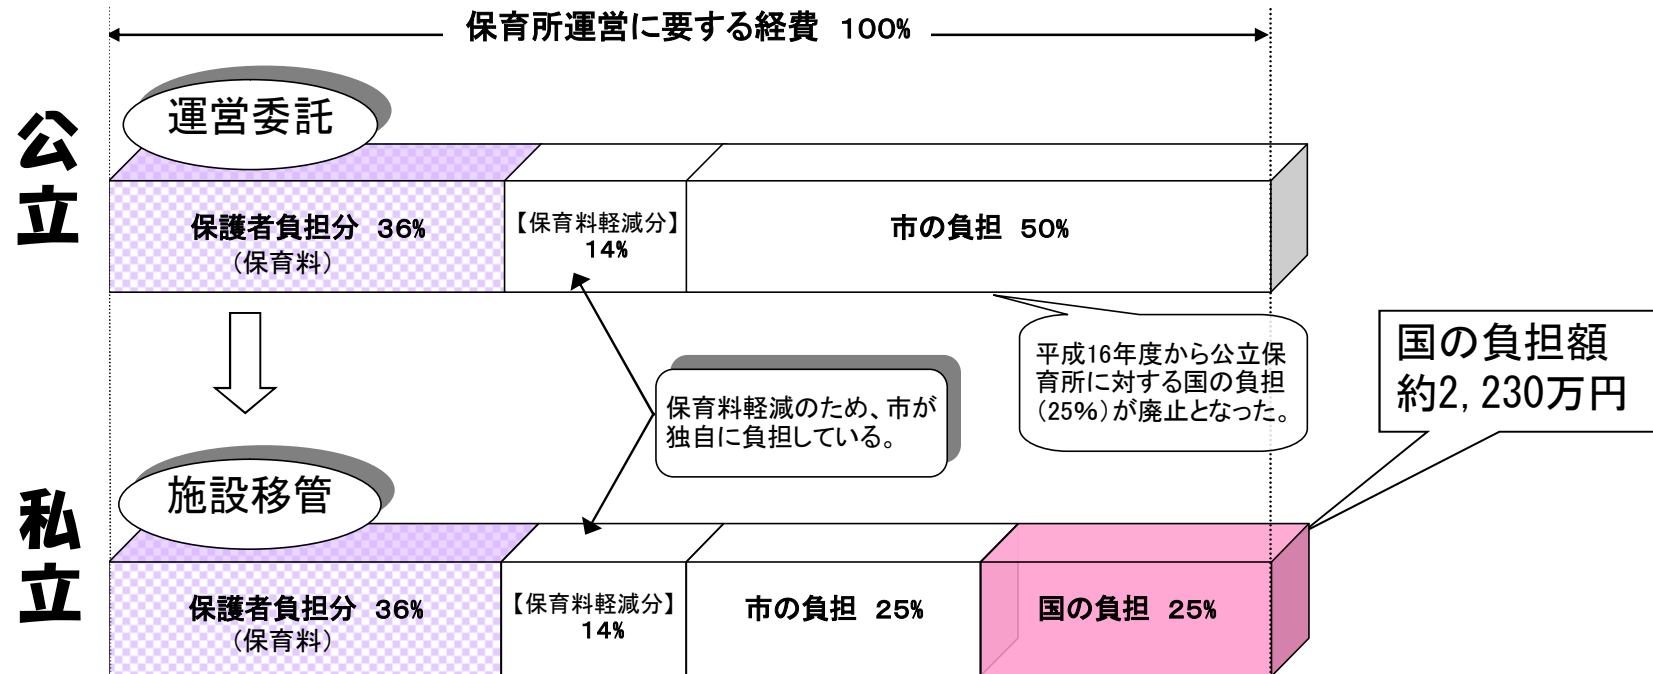 保育所運営に要する経費 100%
公立
運営委託
保護者負担分 36%
（保育料）
【保育料軽減分】
14%
市の負担 50%
平成16年度から公立保
育所に対する国の負担
（25%）が廃止となった。
国の負担額
約2,230万円
保育料軽減のため、市が
独自に負担している。
私立
施設移管
保護者負担分 36%
（保育料）
【保育料軽減分】
14%
市の負担 25%
国の負担 25%